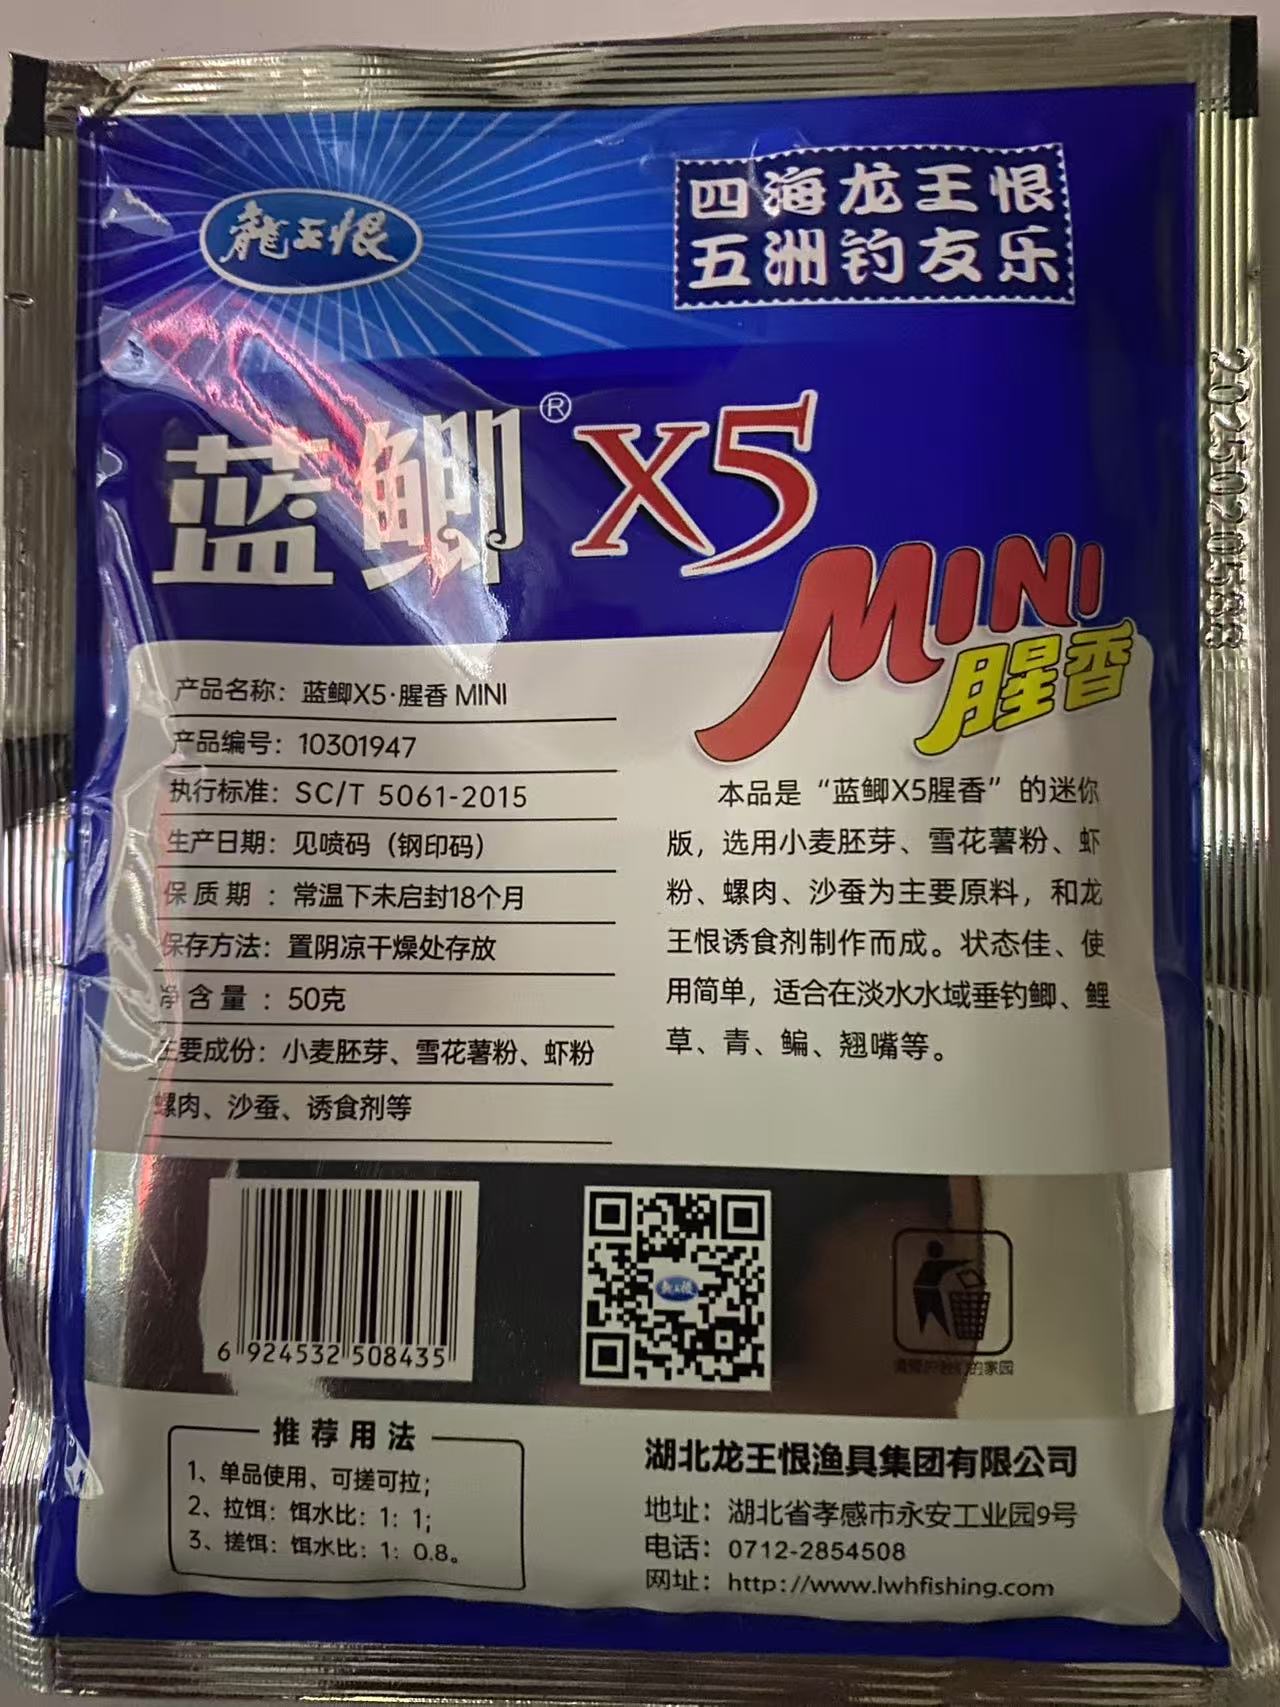 龍王恨
四海龙王恨
五洲钓友乐
蓝鲫® X5
MINI
腥香
产品名称：蓝鲫X5·腥香 MINI
产品编号：10301947
执行标准：SC/T 5061-2015
生产日期：见喷码（钢印码）
保质期：常温下未启封18个月
保存方法：置阴凉干燥处存放
净含量：50克
主要成份：小麦胚芽、雪花薯粉、虾粉
螺肉、沙蚕、诱食剂等
本品是“蓝鲫X5腥香”的迷你
版，选用小麦胚芽、雪花薯粉、虾
粉、螺肉、沙蚕为主要原料，和龙
王恨诱食剂制作而成。状态佳、使
用简单，适合在淡水水域垂钓鲫、鲤
草、青、鳊、翘嘴等。
6 924532 508435
龍王恨
的家园
推荐用法
1、单品使用、可搓可拉；
2、拉饵：饵水比：1：1；
3、搓饵：饵水比：1：0.8。
湖北龙王恨渔具集团有限公司
地址：湖北省孝感市永安工业园9号
电话：0712-2854508
网址：http://www.lwhfishing.com